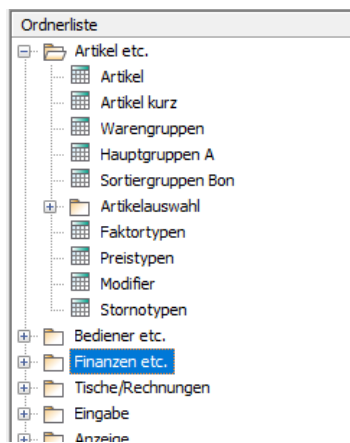 Ordnerliste
Artikel etc.
Artikel
Artikel kurz
Warengruppen
Hauptgruppen A
Sortiergruppen Bon
Artikelauswahl
Faktortypen
Preistypen
Modifier
Stornotypen
Bediener etc.
Finanzen etc.
Tische/Rechnungen
Eingabe
Anzeige